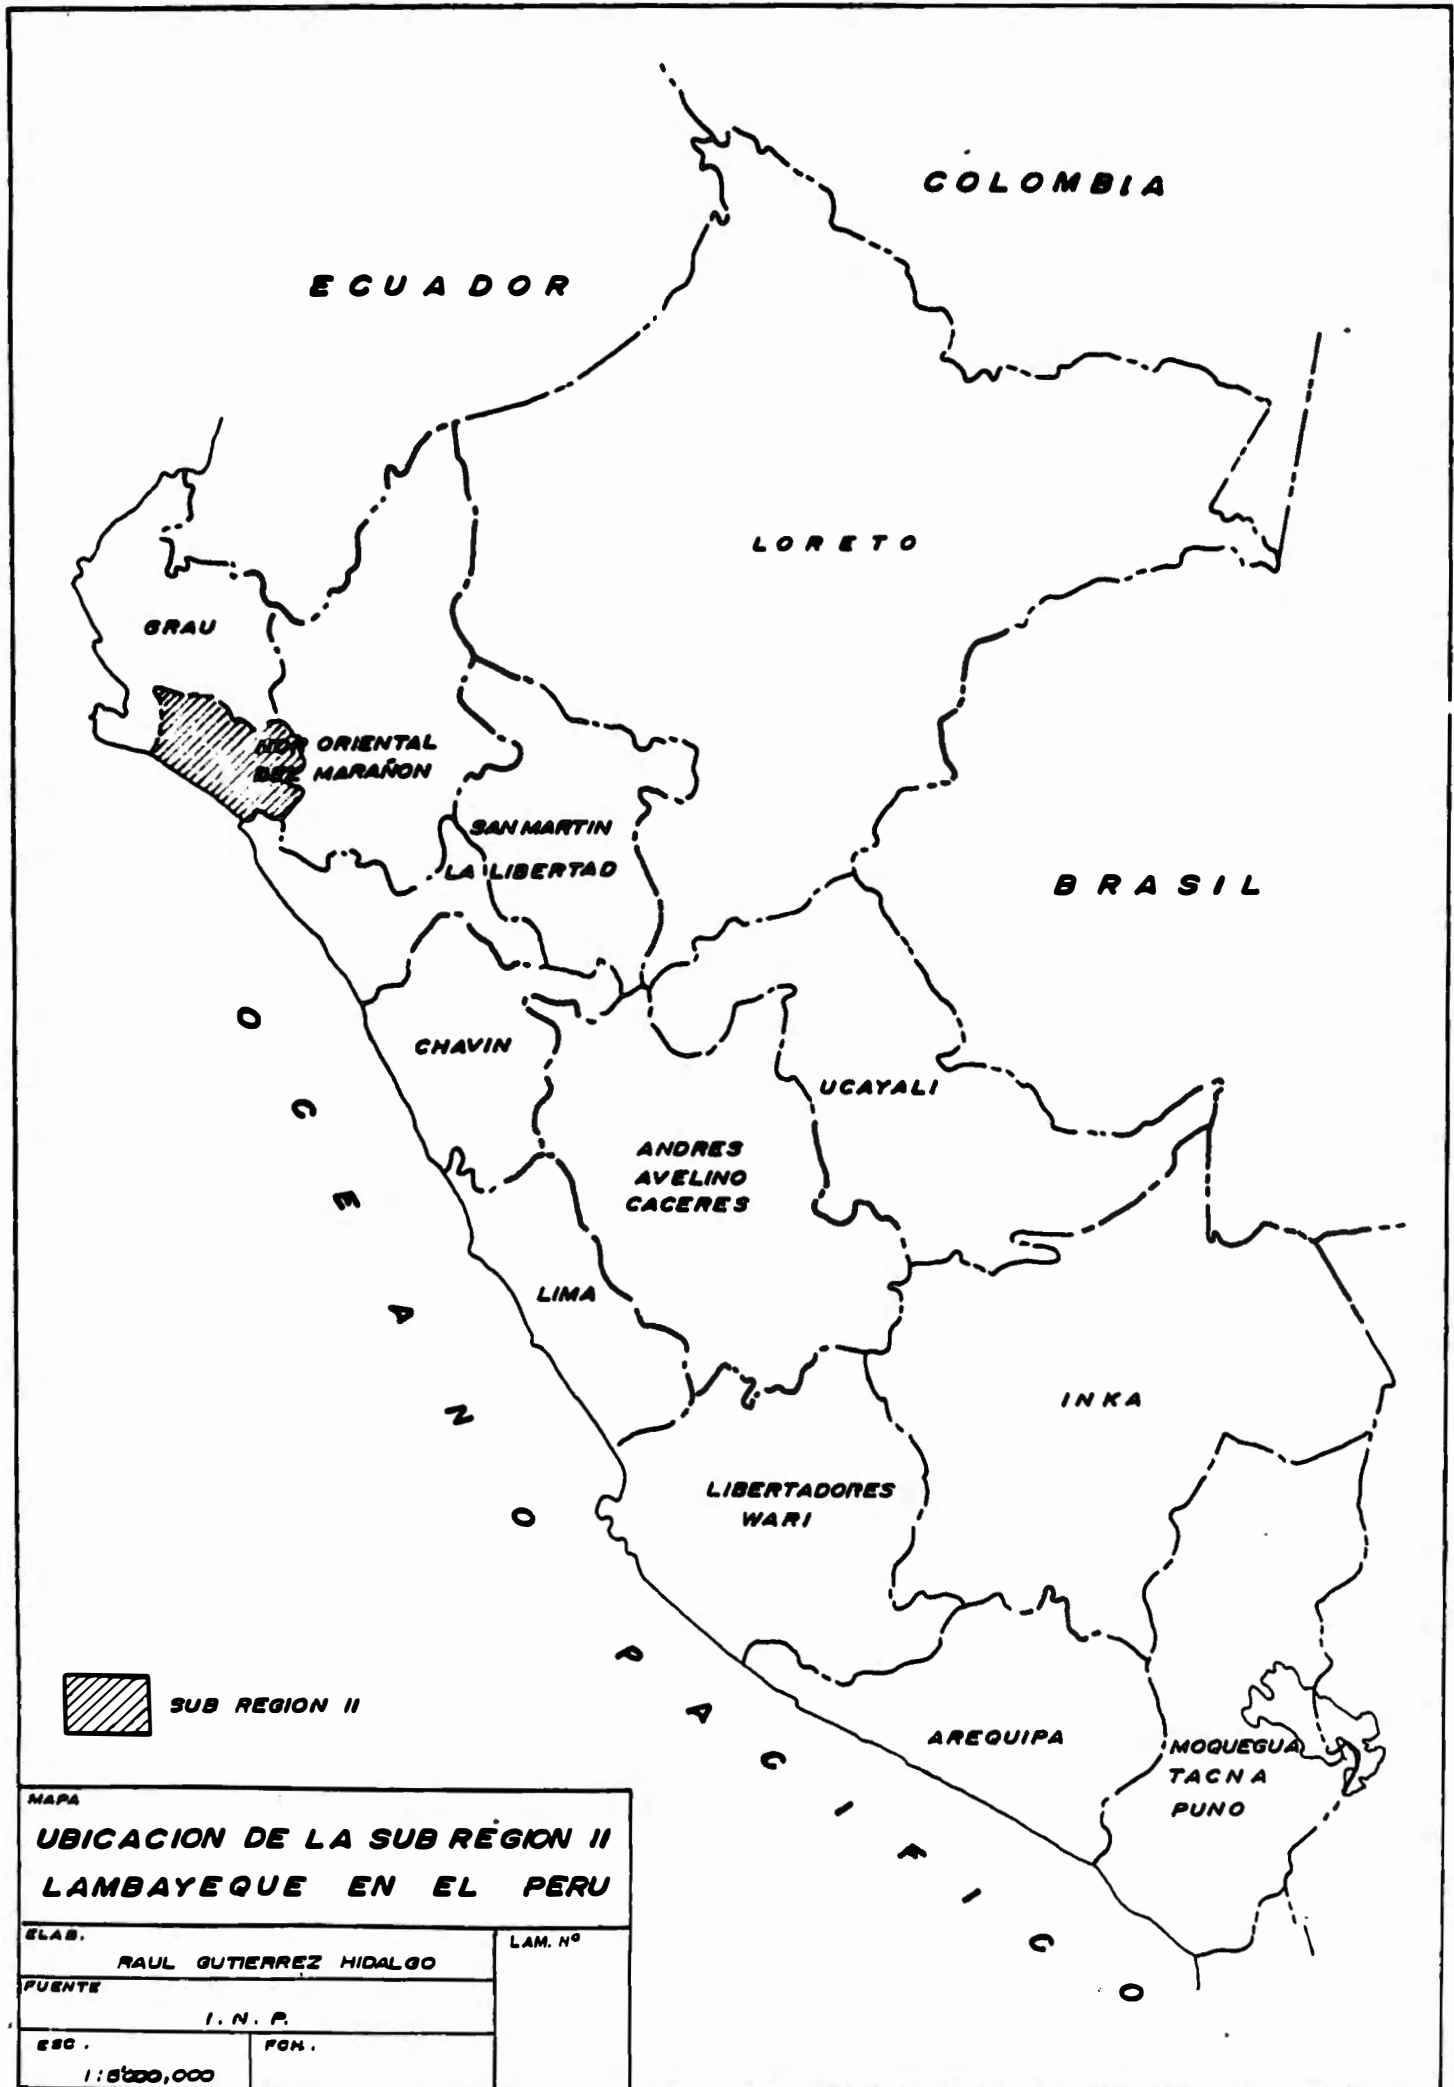 COLOMBIA
ECUADOR
LORETO
GRAU
NOR ORIENTAL
DEL MARAÑON
SAN MARTIN
LA LIBERTAD
BRASIL
CHAVIN
UCAYALI
ANDRES
AVELINO
CACERES
LIMA
INKA
LIBERTADORES
WARI
OCEANO PACIFICO
AREQUIPA
MOQUEGUA
TACNA
PUNO
SUB REGION II
MAPA
UBICACION DE LA SUB REGION II
LAMBAYEQUE EN EL PERU
ELAB.
RAUL GUTIERREZ HIDALGO
LAM. Nº
FUENTE
I. N. P.
ESC.